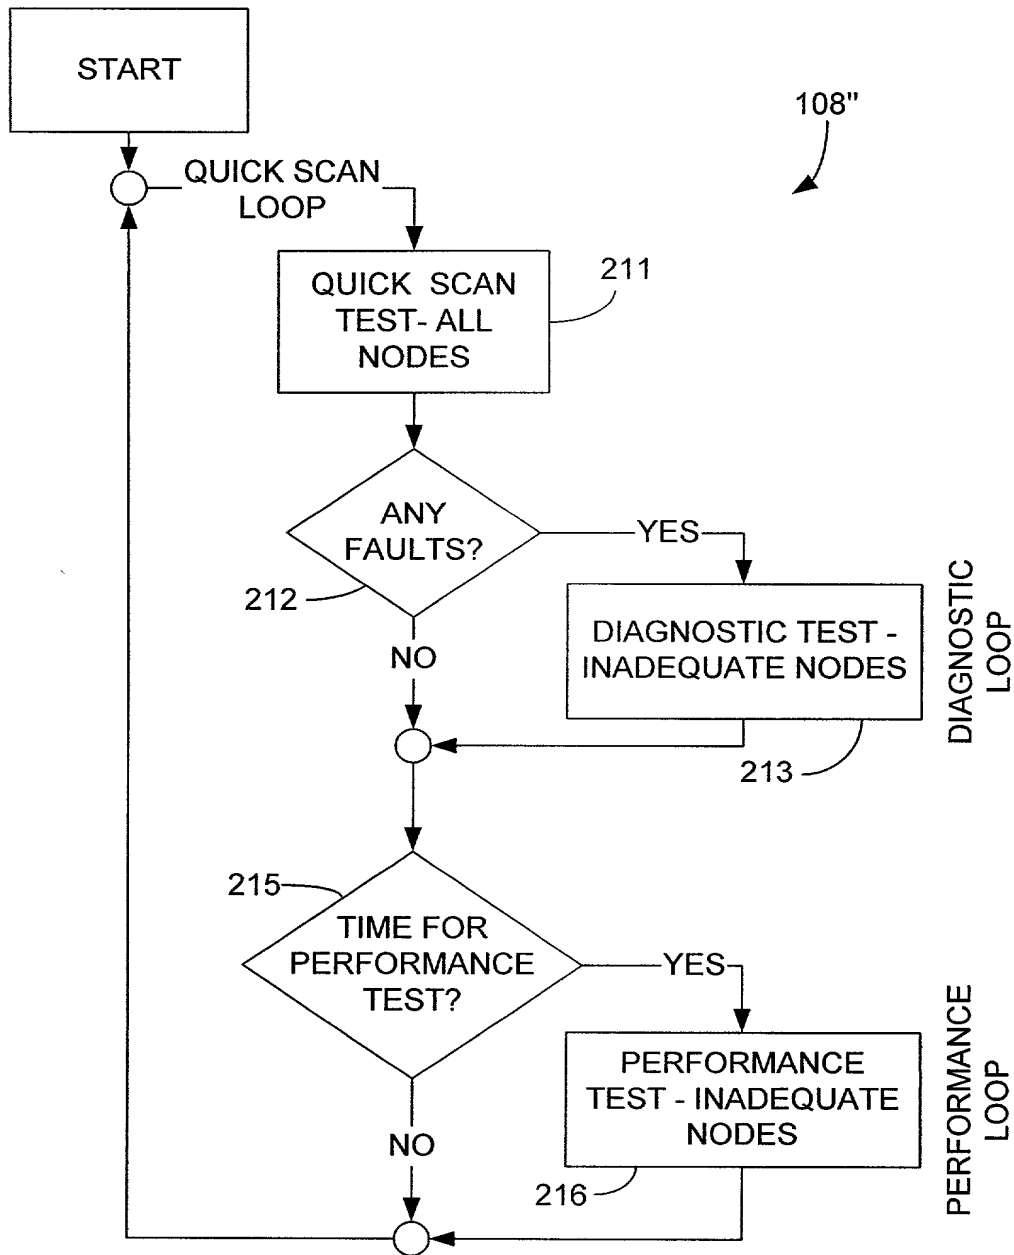 START
108"
QUICK SCAN
LOOP
QUICK SCAN
TEST- ALL
NODES
211
ANY
FAULTS?
212
YES
NO
DIAGNOSTIC TEST -
INADEQUATE NODES
213
DIAGNOSTIC
LOOP
215
TIME FOR
PERFORMANCE
TEST?
YES
NO
PERFORMANCE
TEST - INADEQUATE
NODES
216
PERFORMANCE
LOOP